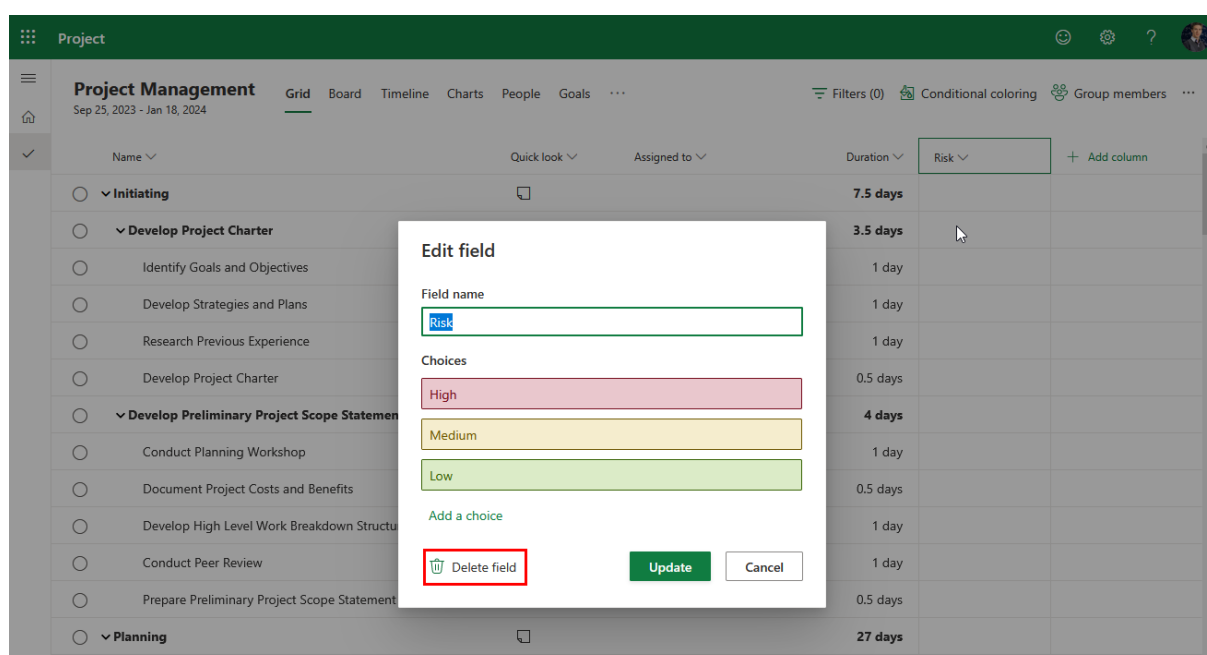 Project
?
Project Management Grid Board Timeline Charts People Goals ··· Filters (0) Conditional coloring Group members ···
Sep 25, 2023 - Jan 18, 2024
Name Quick look Assigned to Duration Risk + Add column
Initiating 7.5 days
Develop Project Charter 3.5 days
Identify Goals and Objectives 1 day
Develop Strategies and Plans 1 day
Research Previous Experience 1 day
Develop Project Charter 0.5 days
Develop Preliminary Project Scope Statemen 4 days
Conduct Planning Workshop 1 day
Document Project Costs and Benefits 0.5 days
Develop High Level Work Breakdown Structu 1 day
Conduct Peer Review 1 day
Prepare Preliminary Project Scope Statement 0.5 days
Planning 27 days
Edit field
Field name
Risk
Choices
High
Medium
Low
Add a choice
Delete field Update Cancel